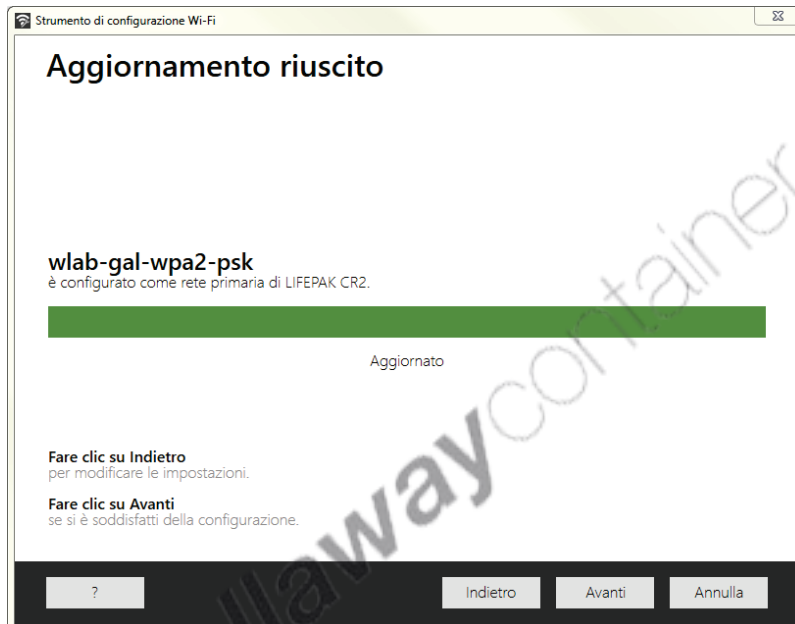 Strumento di configurazione Wi-Fi
Aggiornamento riuscito
wlab-gal-wpa2-psk
è configurato come rete primaria di LIFEPAK CR2.
Aggiornato
Fare clic su Indietro
per modificare le impostazioni.
Fare clic su Avanti
se si è soddisfatti della configurazione.
?
Indietro
Avanti
Annulla
llawaycontainer